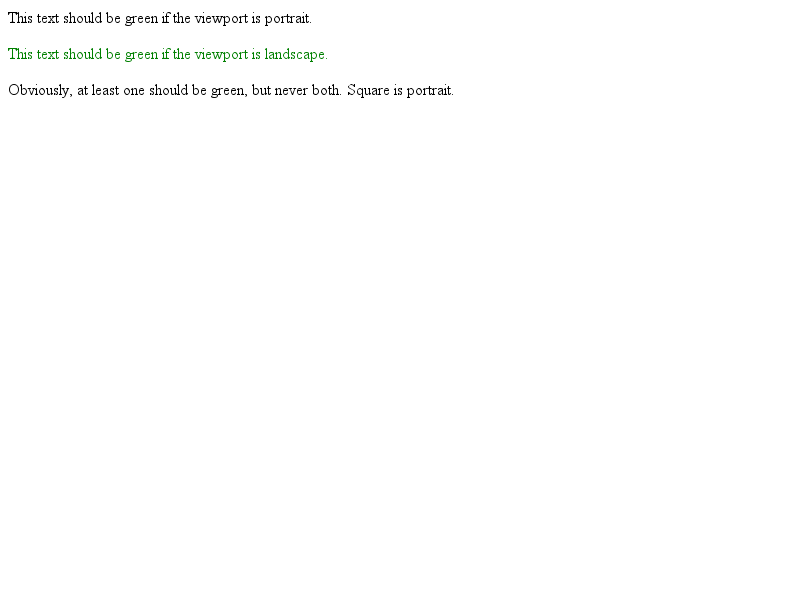 This text should be green if the viewport is portrait.
This text should be green if the viewport is landscape.
Obviously, at least one should be green, but never both. Square is portrait.